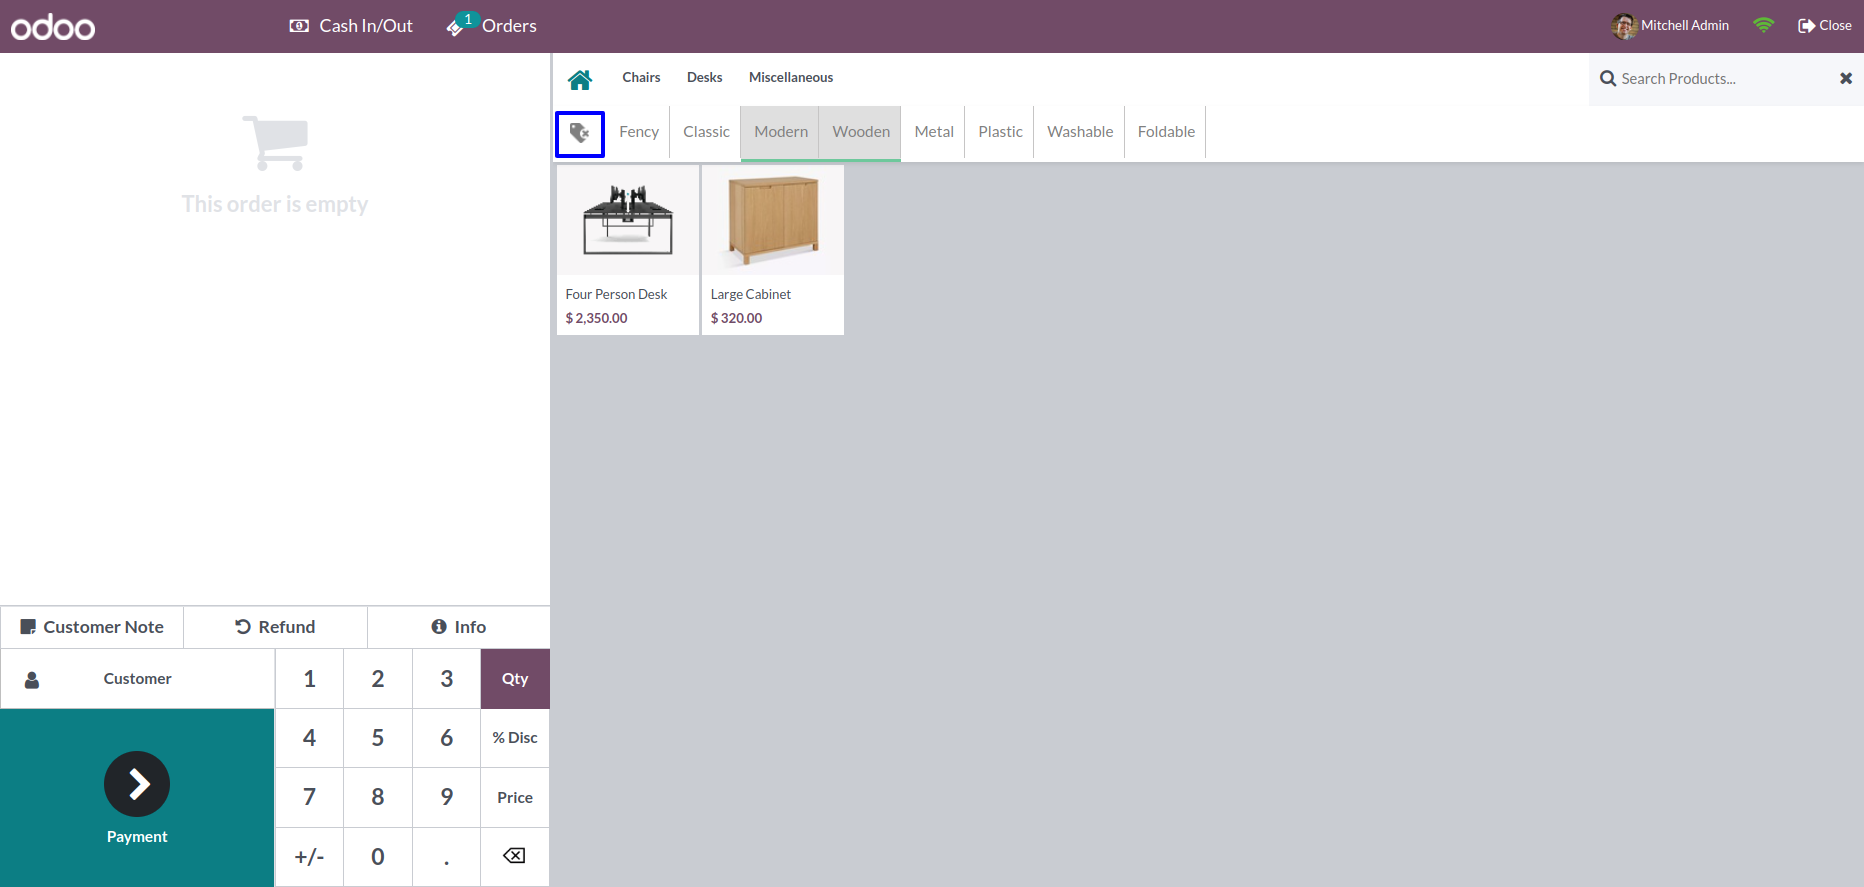 odoo
Cash In/Out
1
Orders
Mitchell Admin
Close
This order is empty
Chairs
Desks
Miscellaneous
Search Products...
Fency
Classic
Modern
Wooden
Metal
Plastic
Washable
Foldable
Four Person Desk
$ 2,350.00
Large Cabinet
$ 320.00
Customer Note
Refund
Info
Customer
1
2
3
Qty
4
5
6
% Disc
7
8
9
Price
Payment
+/-
0
.